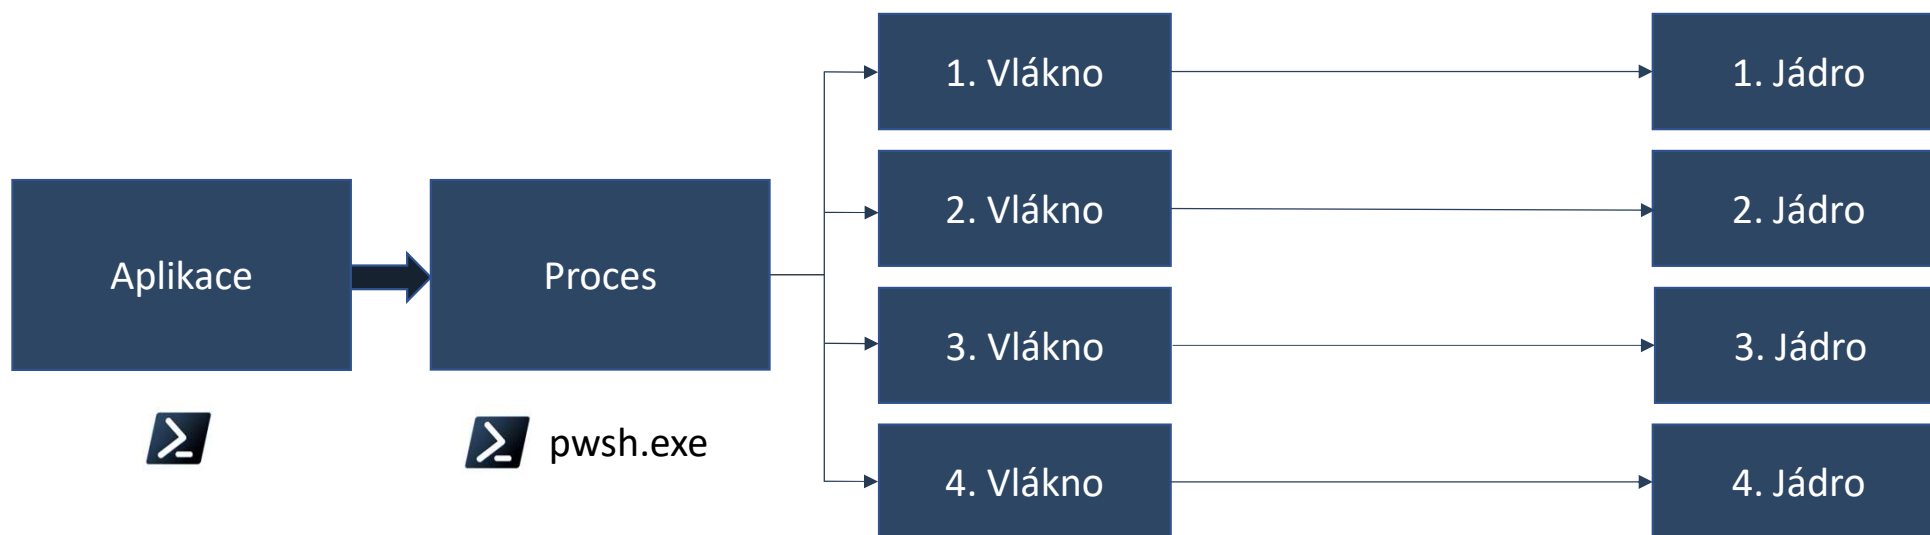 Aplikace
Proces
pwsh.exe
1. Vlákno
2. Vlákno
3. Vlákno
4. Vlákno
1. Jádro
2. Jádro
3. Jádro
4. Jádro